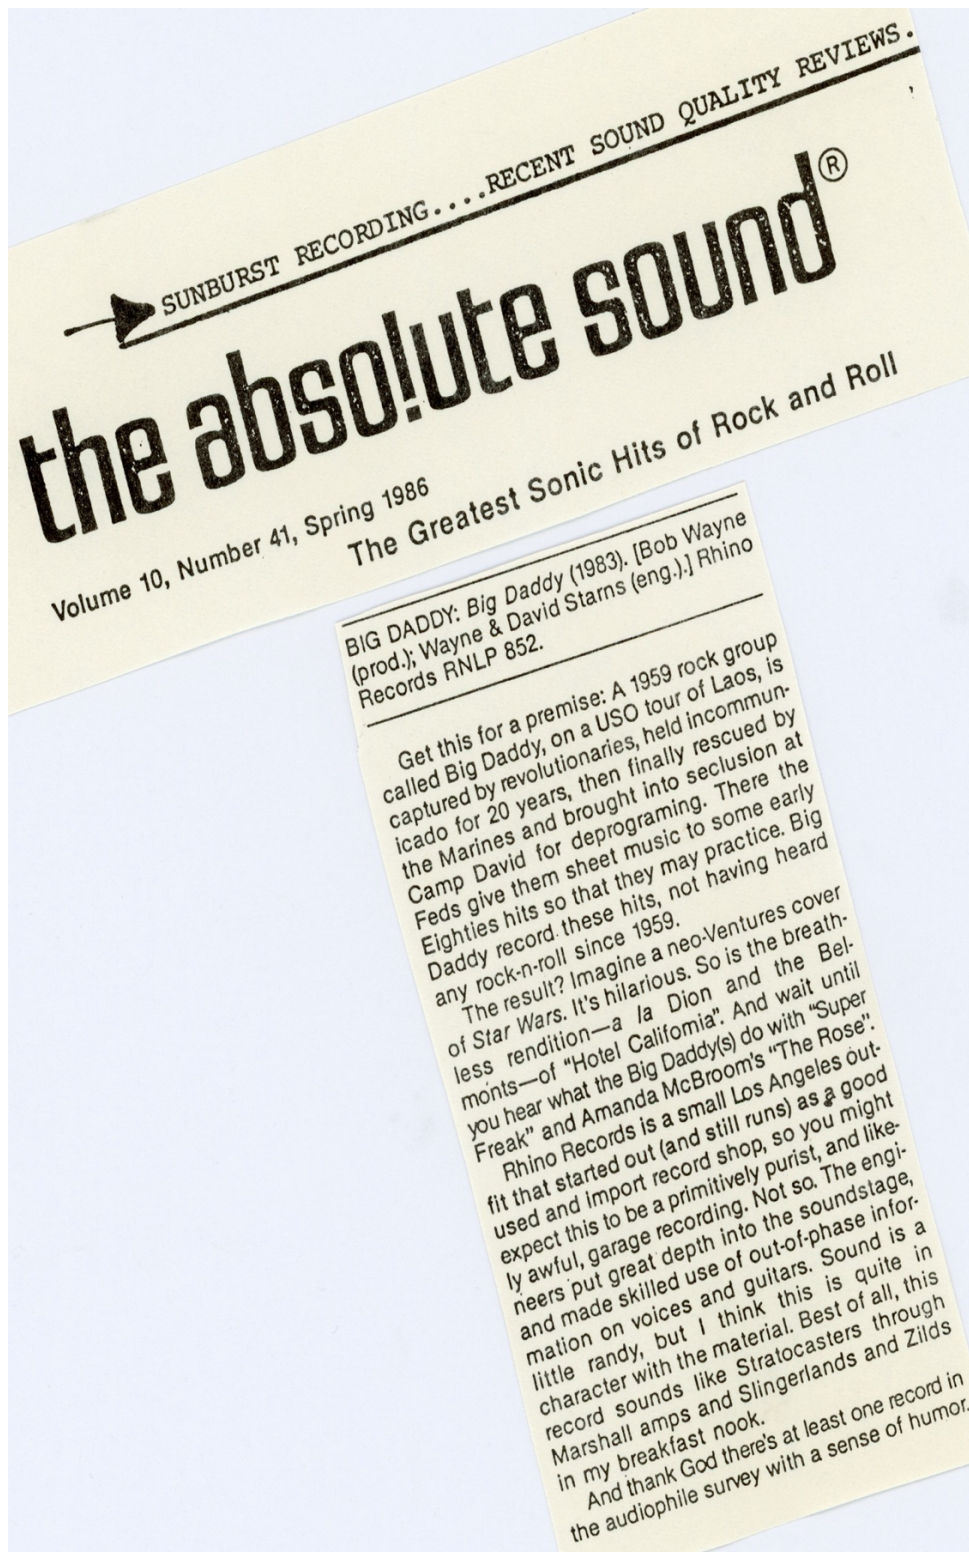 SUNBURST RECORDING....RECENT SOUND QUALITY REVIEWS.
the abso!ute sound®
Volume 10, Number 41, Spring 1986
The Greatest Sonic Hits of Rock and Roll
BIG DADDY: Big Daddy (1983). [Bob Wayne
(prod.); Wayne & David Starns (eng.).] Rhino
Records RNLP 852.
Get this for a premise: A 1959 rock group
called Big Daddy, on a USO tour of Laos, is
captured by revolutionaries, held incommun-
icado for 20 years, then finally rescued by
the Marines and brought into seclusion at
Camp David for deprograming. There the
Feds give them sheet music to some early
Eighties hits so that they may practice. Big
Daddy record these hits, not having heard
any rock-n-roll since 1959.
The result? Imagine a neo-Ventures cover
of Star Wars. It's hilarious. So is the breath-
less rendition—a la Dion and the Bel-
monts—of "Hotel California". And wait until
you hear what the Big Daddy(s) do with "Super
Freak" and Amanda McBroom's "The Rose".
Rhino Records is a small Los Angeles out-
fit that started out (and still runs) as a good
used and import record shop, so you might
expect this to be a primitively purist, and like-
ly awful, garage recording. Not so. The engi-
neers put great depth into the soundstage,
and made skilled use of out-of-phase infor-
mation on voices and guitars. Sound is a
little randy, but I think this is quite in
character with the material. Best of all, this
record sounds like Stratocasters through
Marshall amps and Slingerlands and Zilds
in my breakfast nook.
And thank God there's at least one record in
the audiophile survey with a sense of humor.